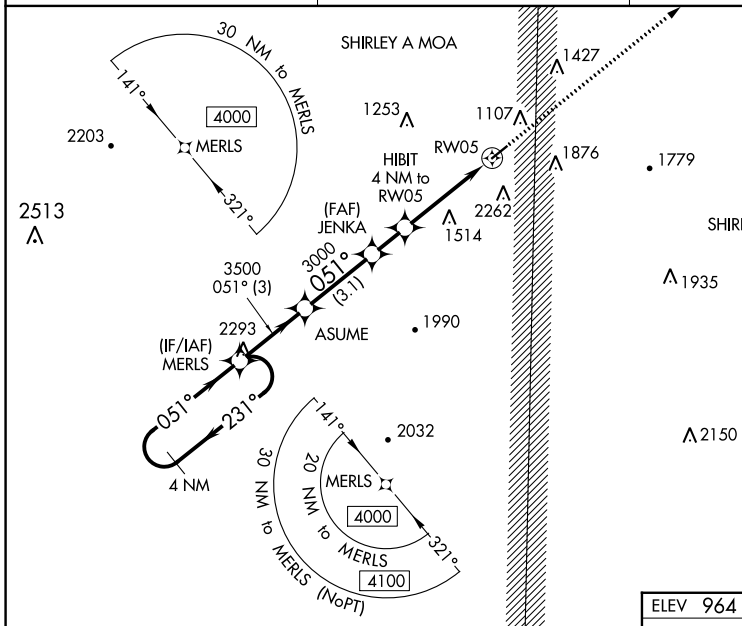 SHIRLEY A MOA
1427
30 NM to MERLS
141°
4000
1253
1107
2203
MERLS
RW05
HIBIT
4 NM to
RW05
1876
1779
321°
(FAF)
JENKA
2262
2513
1514
SHIRL
3000
051°
(3.1)
3500
051° (3)
1935
2293
ASUME
1990
(IF/IAF)
MERLS
051°
231°
4 NM
141°
2032
2150
MERLS
20 NM to MERLS
4000
321°
30 NM to MERLS (NoPT)
4100
ELEV 964